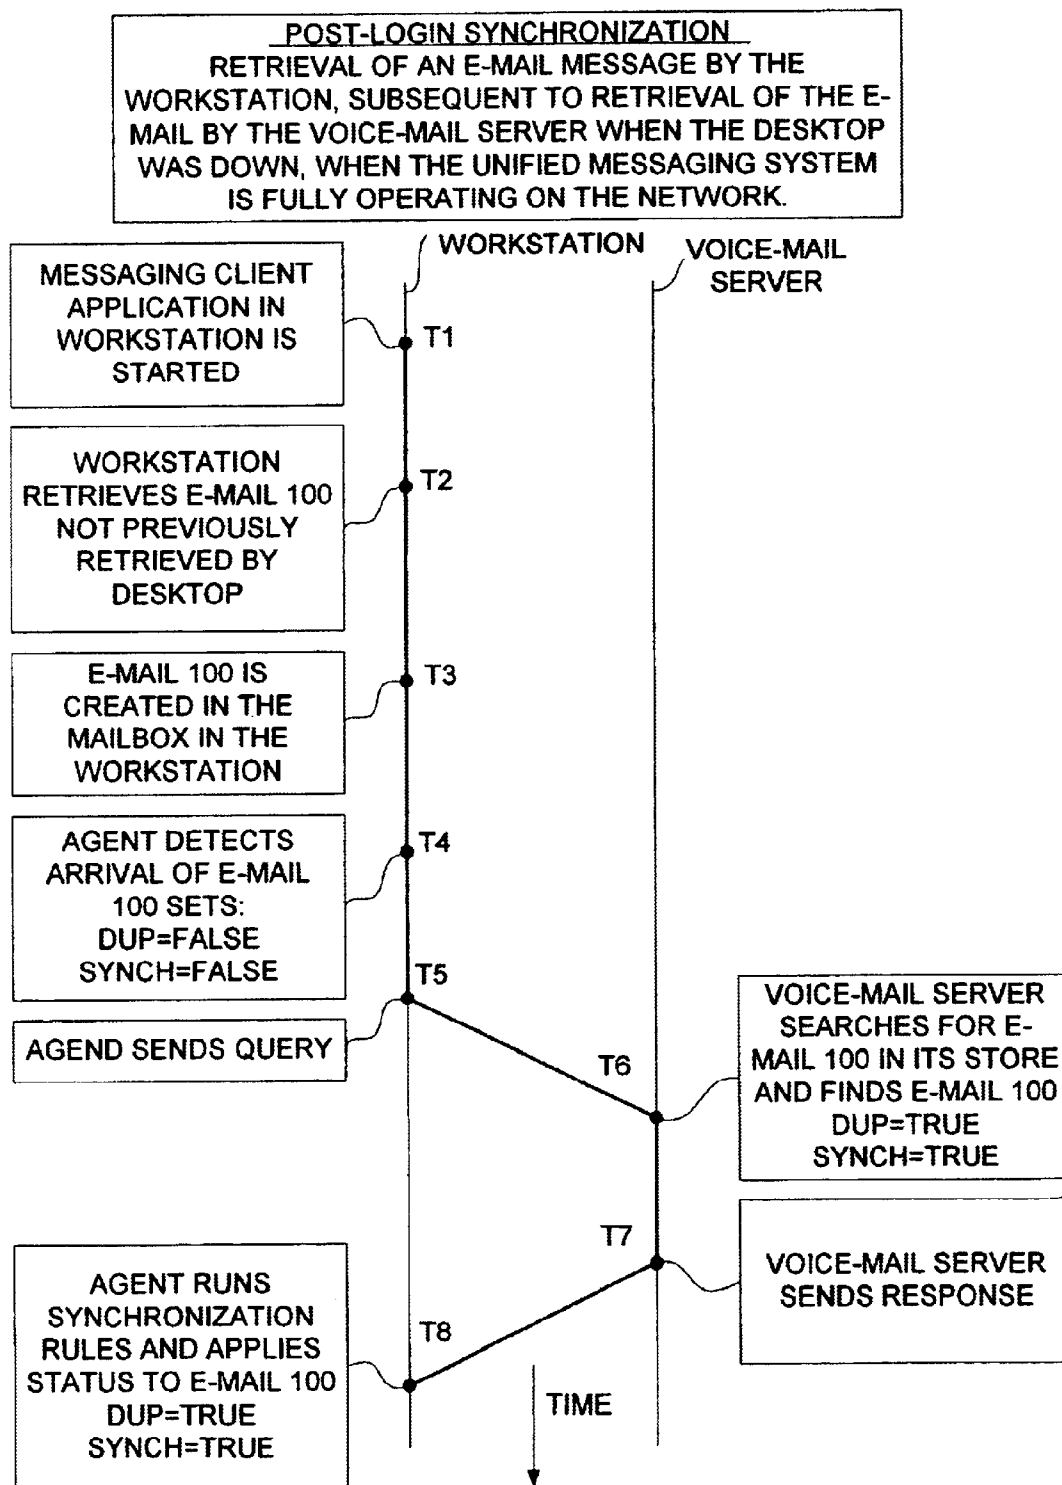 POST-LOGIN SYNCHRONIZATION
RETRIEVAL OF AN E-MAIL MESSAGE BY THE
WORKSTATION, SUBSEQUENT TO RETRIEVAL OF THE E-
MAIL BY THE VOICE-MAIL SERVER WHEN THE DESKTOP
WAS DOWN, WHEN THE UNIFIED MESSAGING SYSTEM
IS FULLY OPERATING ON THE NETWORK.
WORKSTATION
VOICE-MAIL
SERVER
MESSAGING CLIENT
APPLICATION IN
WORKSTATION IS
STARTED
T1
WORKSTATION
RETRIEVES E-MAIL 100
NOT PREVIOUSLY
RETRIEVED BY
DESKTOP
T2
E-MAIL 100 IS
CREATED IN THE
MAILBOX IN THE
WORKSTATION
T3
AGENT DETECTS
ARRIVAL OF E-MAIL
100 SETS:
DUP=FALSE
SYNCH=FALSE
T4
T5
AGEND SENDS QUERY
T6
VOICE-MAIL SERVER
SEARCHES FOR E-
MAIL 100 IN ITS STORE
AND FINDS E-MAIL 100
DUP=TRUE
SYNCH=TRUE
T7
VOICE-MAIL SERVER
SENDS RESPONSE
AGENT RUNS
SYNCHRONIZATION
RULES AND APPLIES
STATUS TO E-MAIL 100
DUP=TRUE
SYNCH=TRUE
T8
TIME